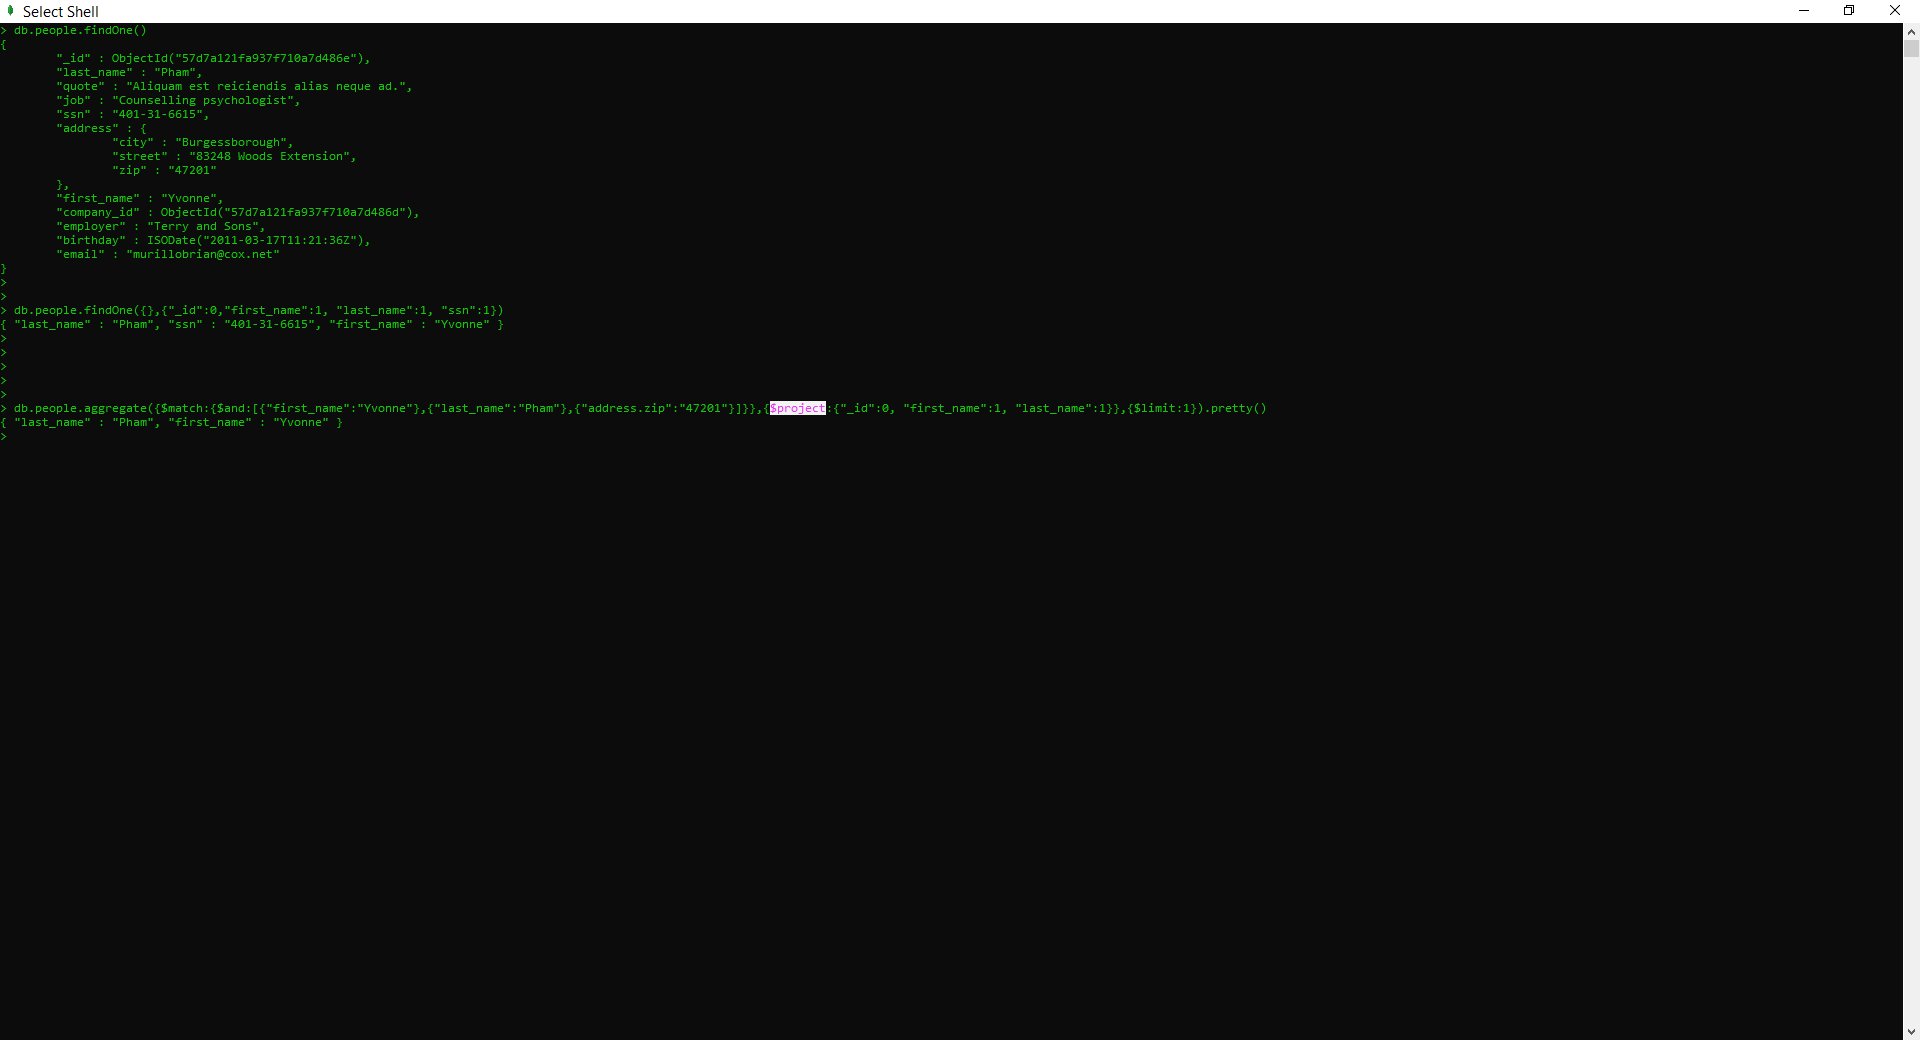 Select Shell
> db.people.findOne()
{
        "_id" : ObjectId("57d7a121fa937f710a7d486e"),
        "last_name" : "Pham",
        "quote" : "Aliquam est reiciendis alias neque ad.",
        "job" : "Counselling psychologist",
        "ssn" : "401-31-6615",
        "address" : {
                "city" : "Burgessborough",
                "street" : "83248 Woods Extension",
                "zip" : "47201"
        },
        "first_name" : "Yvonne",
        "company_id" : ObjectId("57d7a121fa937f710a7d486d"),
        "employer" : "Terry and Sons",
        "birthday" : ISODate("2011-03-17T11:21:36Z"),
        "email" : "murillobrian@cox.net"
}
>
>
> db.people.findOne({},{"_id":0,"first_name":1, "last_name":1, "ssn":1})
{ "last_name" : "Pham", "ssn" : "401-31-6615", "first_name" : "Yvonne" }
>
>
>
>
>
> db.people.aggregate({$match:{$and:[{"first_name":"Yvonne"},{"last_name":"Pham"},{"address.zip":"47201"}]}},{$project:{"_id":0, "first_name":1, "last_name":1}},{$limit:1}).pretty()
{ "last_name" : "Pham", "first_name" : "Yvonne" }
>